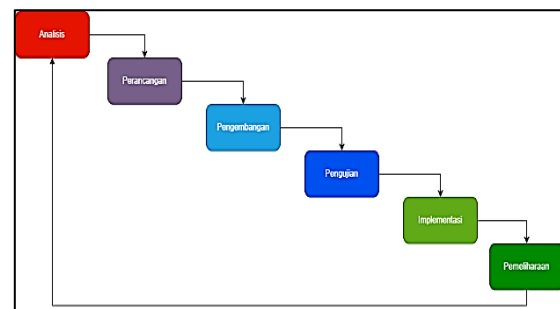 Analisis
Perancangan
Pengembangan
Pengujian
Implementasi
Pemeliharaan